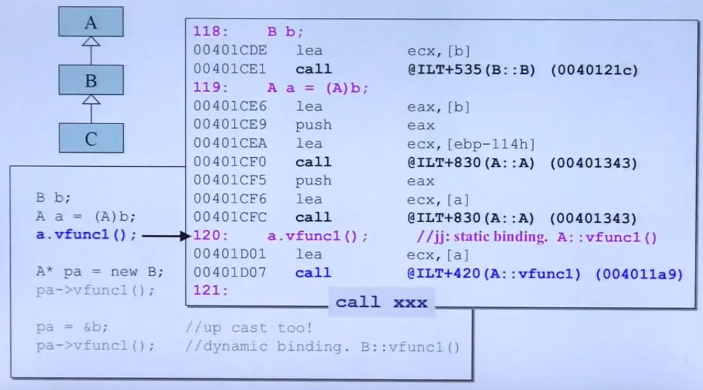 A
B
C
118:    B b;
00401CDE   lea   ecx,[b]
00401CE1   call   @ILT+535(B::B) (0040121c)
119:    A a = (A)b;
00401CE6   lea   eax,[b]
00401CE9   push   eax
00401CEA   lea   ecx,[ebp-114h]
00401CF0   call   @ILT+830(A::A) (00401343)
00401CF5   push   eax
00401CF6   lea   ecx,[a]
00401CFC   call   @ILT+830(A::A) (00401343)
120:    a.vfunc1();    //jj: static binding. A::vfunc1()
00401D01   lea   ecx,[a]
00401D07   call   @ILT+420(A::vfunc1) (004011a9)
121:
call xxx
B b;
A a = (A)b;
a.vfunc1();
A* pa = new B;
pa->vfunc1();
pa = &b;    //up cast too!
pa->vfunc1();    //dynamic binding. B::vfunc1()